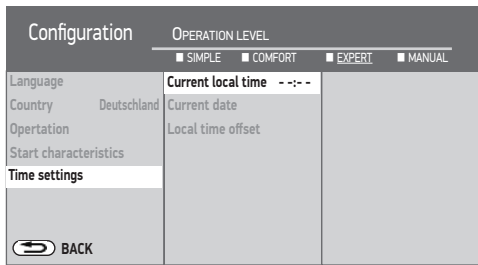 Configuration
OPERATION LEVEL
■ SIMPLE ■ COMFORT ■ EXPERT ■ MANUAL
Language
Country Deutschland
Opertation
Start characteristics
Time settings
Current local time - -:- -
Current date
Local time offset
BACK